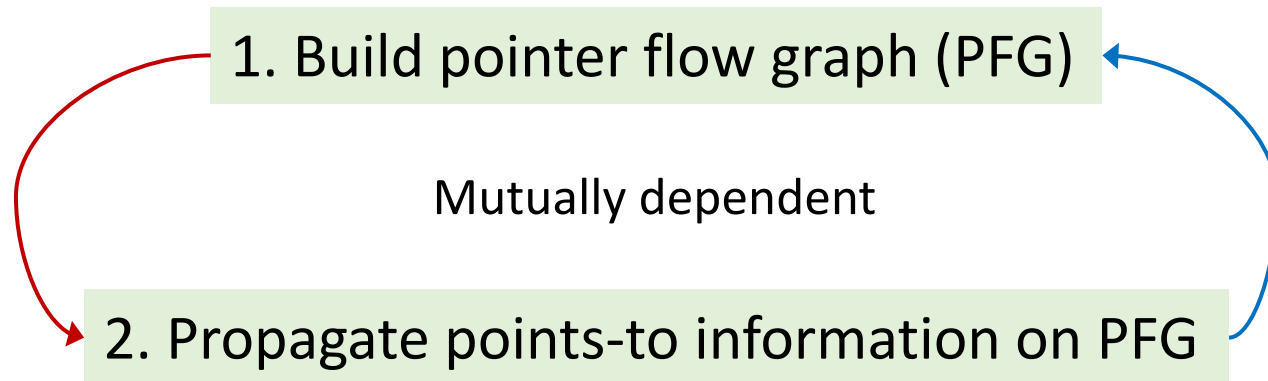 1. Build pointer flow graph (PFG)
Mutually dependent
2. Propagate points-to information on PFG